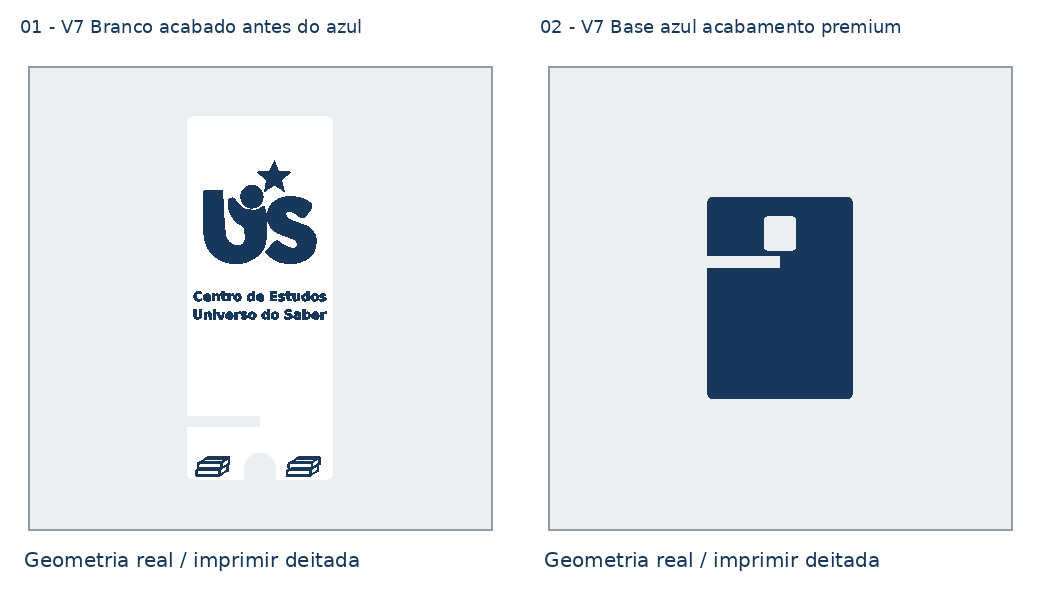 01 - V7 Branco acabado antes do azul
02 - V7 Base azul acabamento premium
US
Centro de Estudos
Universo do Saber
Geometria real / imprimir deitada
Geometria real / imprimir deitada